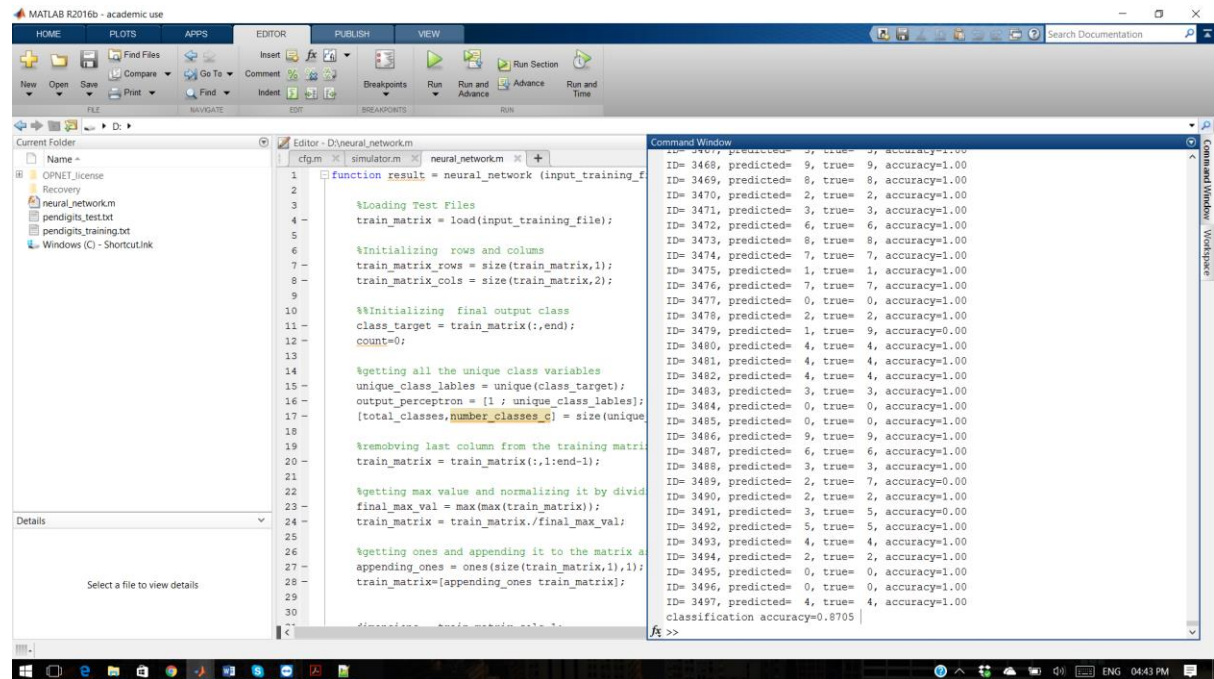 MATLAB R2016b - academic use
HOME PLOTS APPS EDITOR PUBLISH VIEW
Search Documentation
New Open Save
Find Files
Compare
Print
FILE
Go To
Find
NAVIGATE
Insert fx
Comment
Indent
EDIT
Breakpoints
BREAKPOINTS
Run
Run and Advance
Run Section
Advance
Run and Time
RUN
D:
Current Folder
Name
OPNET_license
Recovery
neural_network.m
pendigits_test.txt
pendigits_training.txt
Windows (C) - Shortcut.lnk
Details
Select a file to view details
Editor - D:\neural_network.m
cfg.m simulator.m neural_network.m
1 function result = neural_network (input_training_f
2
3 %Loading Test Files
4 train_matrix = load(input_training_file);
5
6 %Initializing rows and colums
7 train_matrix_rows = size(train_matrix,1);
8 train_matrix_cols = size(train_matrix,2);
9
10 %%Initializing final output class
11 class_target = train_matrix(:,end);
12 count=0;
13
14 %getting all the unique class variables
15 unique_class_lables = unique(class_target);
16 output_perceptron = [1 ; unique_class_lables];
17 [total_classes,number_classes_c] = size(unique_
18
19 %remobving last column from the training matri
20 train_matrix = train_matrix(:,1:end-1);
21
22 %getting max value and normalizing it by divid
23 final_max_val = max(max(train_matrix));
24 train_matrix = train_matrix./final_max_val;
25
26 %getting ones and appending it to the matrix a
27 appending_ones = ones(size(train_matrix,1),1);
28 train_matrix=[appending_ones train_matrix];
29
30
Command Window
ID= 3467, predicted= 3, true= 3, accuracy=1.00
ID= 3468, predicted= 9, true= 9, accuracy=1.00
ID= 3469, predicted= 8, true= 8, accuracy=1.00
ID= 3470, predicted= 2, true= 2, accuracy=1.00
ID= 3471, predicted= 3, true= 3, accuracy=1.00
ID= 3472, predicted= 6, true= 6, accuracy=1.00
ID= 3473, predicted= 8, true= 8, accuracy=1.00
ID= 3474, predicted= 7, true= 7, accuracy=1.00
ID= 3475, predicted= 1, true= 1, accuracy=1.00
ID= 3476, predicted= 7, true= 7, accuracy=1.00
ID= 3477, predicted= 0, true= 0, accuracy=1.00
ID= 3478, predicted= 2, true= 2, accuracy=1.00
ID= 3479, predicted= 1, true= 9, accuracy=0.00
ID= 3480, predicted= 4, true= 4, accuracy=1.00
ID= 3481, predicted= 4, true= 4, accuracy=1.00
ID= 3482, predicted= 4, true= 4, accuracy=1.00
ID= 3483, predicted= 3, true= 3, accuracy=1.00
ID= 3484, predicted= 0, true= 0, accuracy=1.00
ID= 3485, predicted= 0, true= 0, accuracy=1.00
ID= 3486, predicted= 9, true= 9, accuracy=1.00
ID= 3487, predicted= 6, true= 6, accuracy=1.00
ID= 3488, predicted= 3, true= 3, accuracy=1.00
ID= 3489, predicted= 2, true= 7, accuracy=0.00
ID= 3490, predicted= 2, true= 2, accuracy=1.00
ID= 3491, predicted= 3, true= 5, accuracy=0.00
ID= 3492, predicted= 5, true= 5, accuracy=1.00
ID= 3493, predicted= 4, true= 4, accuracy=1.00
ID= 3494, predicted= 2, true= 2, accuracy=1.00
ID= 3495, predicted= 0, true= 0, accuracy=1.00
ID= 3496, predicted= 0, true= 0, accuracy=1.00
ID= 3497, predicted= 4, true= 4, accuracy=1.00
classification accuracy=0.8705
fx >>
Command Window
Workspace
ENG 04:43 PM